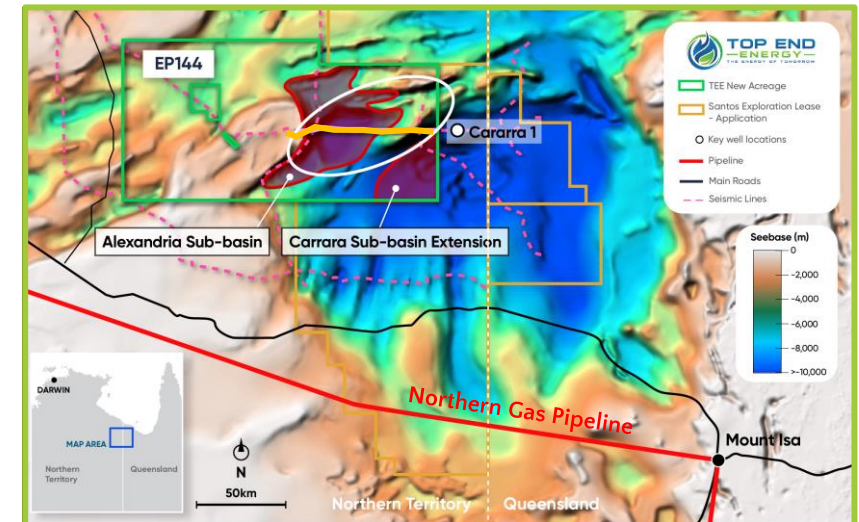 EP144
Cararra 1
Alexandria Sub-basin
Carrara Sub-basin Extension
TOP END
ENERGY
THE ENERGY OF TOMORROW
TEE New Acreage
Santos Exploration Lease
- Application
Key well locations
Pipeline
Main Roads
Seismic Lines
Seebase (m)
0
-2,000
-4,000
-6,000
-8,000
>-10,000
Northern Gas Pipeline
Mount Isa
DARWIN
MAP AREA
Northern
Territory
Queensland
N
50km
Northern Territory
Queensland